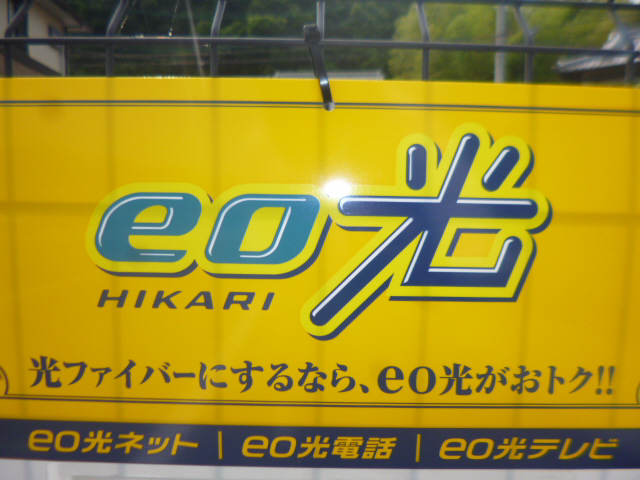 eo光
HIKARI
光ファイバーにするなら、eo光がおトク!!
eo光ネット | eo光電話 | eo光テレビ